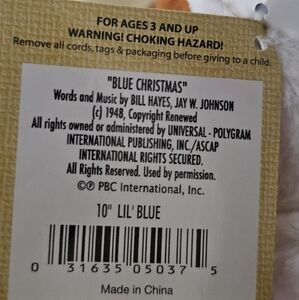 FOR AGES 3 AND UP
WARNING! CHOKING HAZARD!
Remove all cords, tags & packaging before giving to a child.
"BLUE CHRISTMAS"
Words and Music by BILL HAYES, JAY W. JOHNSON
(c) 1948, Copyright Renewed
All rights owned or administered by UNIVERSAL - POLYGRAM
INTERNATIONAL PUBLISHING, INC./ASCAP
INTERNATIONAL RIGHTS SECURED.
All Rights Reserved. Used by permission.
©℗ PBC International, Inc.
10" LIL' BLUE
0 31635 05037 5
Made in China